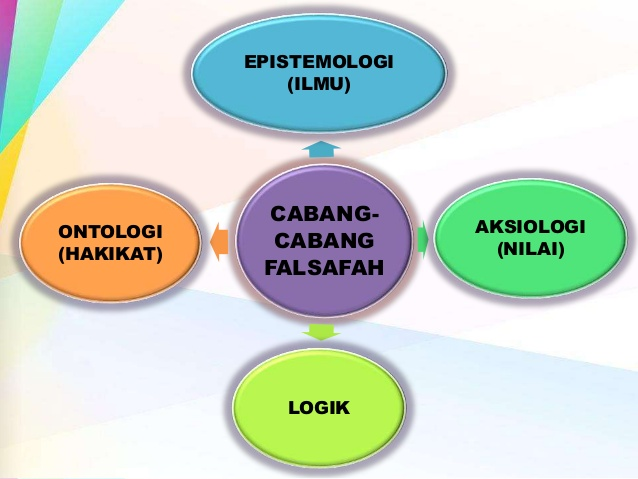 EPISTEMOLOGI
(ILMU)
CABANG-
CABANG
FALSAFAH
ONTOLOGI
(HAKIKAT)
AKSIOLOGI
(NILAI)
LOGIK